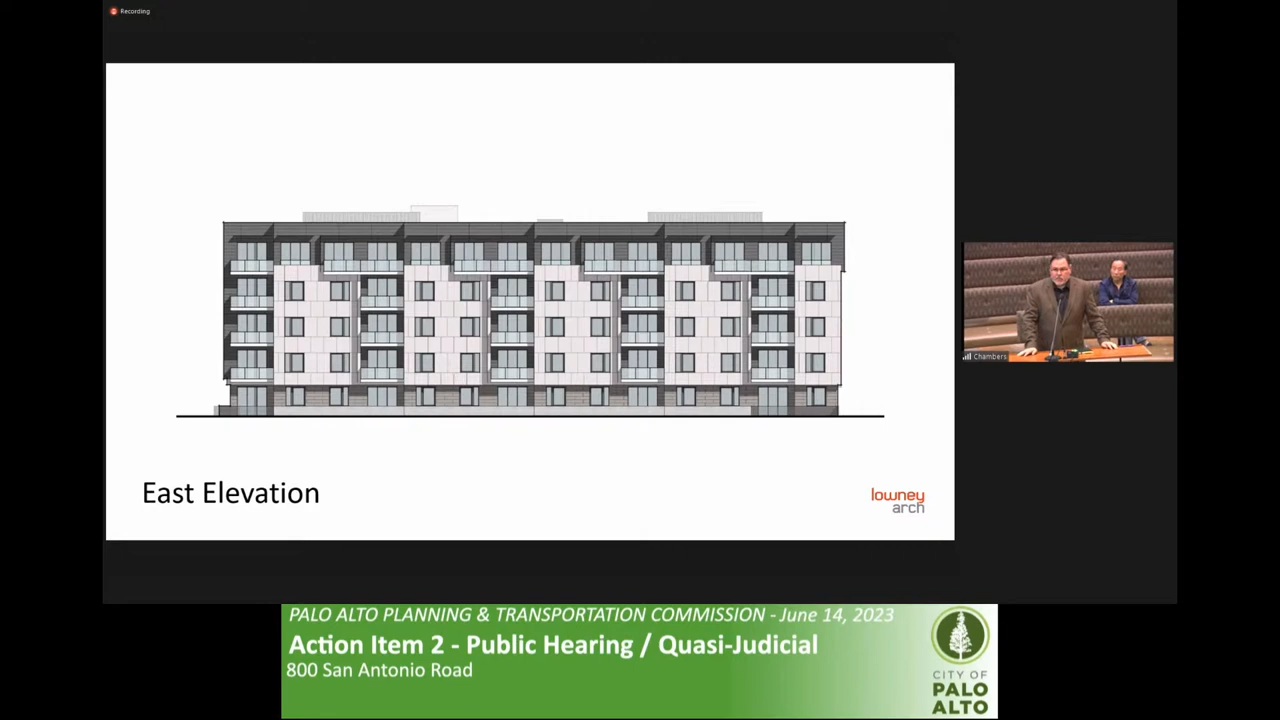 Recording
East Elevation
lowney
arch
Chambers
PALO ALTO PLANNING & TRANSPORTATION COMMISSION - June 14, 2023
Action Item 2 - Public Hearing / Quasi-Judicial
800 San Antonio Road
CITY OF
PALO
ALTO